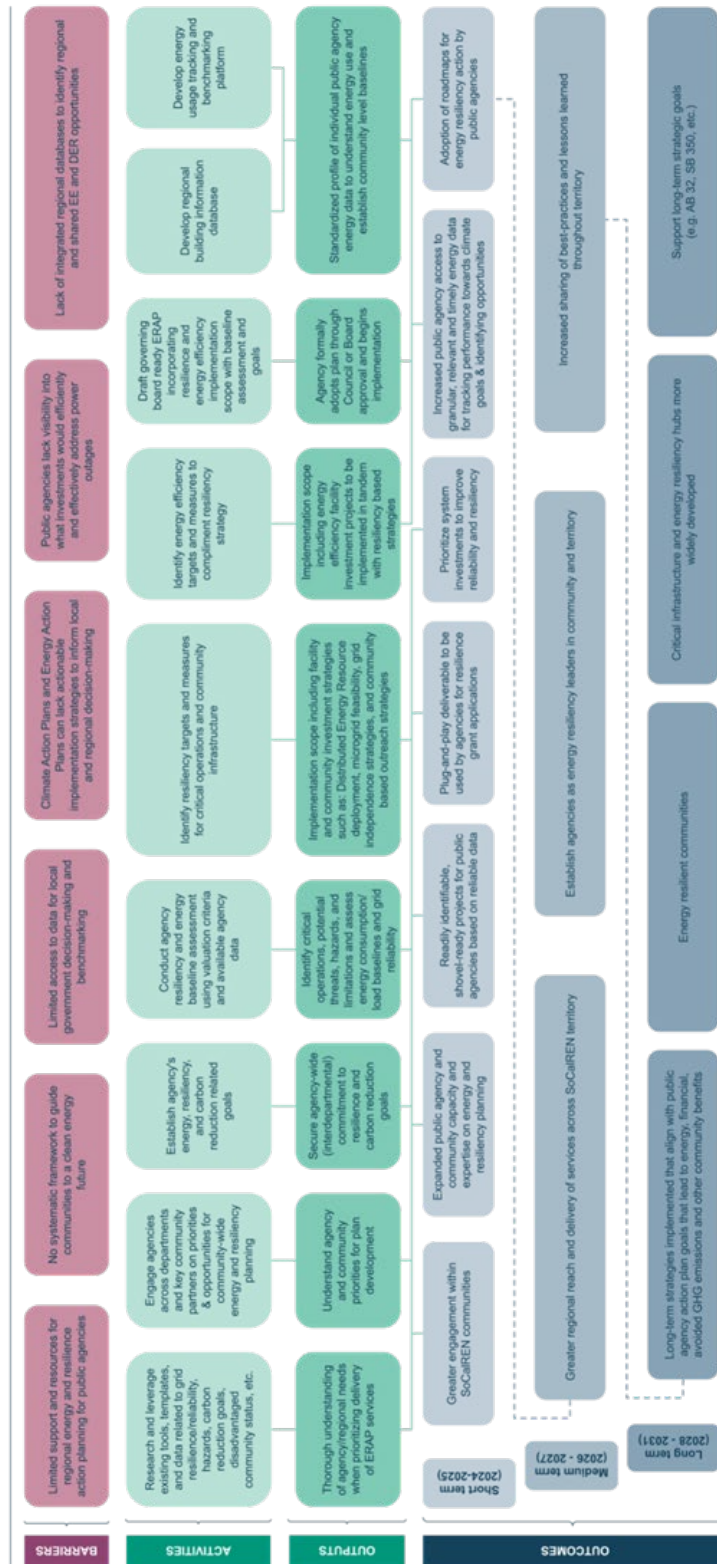 BARRIERS
Limited support and resources for
regional energy and resilience
action planning for public agencies
No systematic framework to guide
communities to a clean energy
future
Limited access to data for local
government decision-making and
benchmarking
Climate Action Plans and Energy Action
Plans can lack actionable
implementation strategies to inform local
and regional decision-making
Public agencies lack visibility into
what investments would efficiently
and effectively address power
outages
Lack of integrated regional databases to identify regional
and shared EE and DER opportunities
ACTIVITIES
Research and leverage
existing tools, templates,
and data related to grid
resilience/reliability,
hazards, carbon
reduction goals,
disadvantaged
community status, etc.
Engage agencies
across departments
and key community
partners on priorities
& opportunities for
community-wide
energy and resiliency
planning
Establish agency's
energy, resiliency,
and carbon
reduction related
goals
Conduct agency
resiliency and energy
baseline assessment
using valuation criteria
and available agency
data
Identify resiliency targets and measures
for critical operations and community
infrastructure
Identify energy efficiency
targets and measures to
compliment resiliency
strategy
Draft governing
board ready ERAP
incorporating
resilience and
energy efficiency
implementation
scope with baseline
assessment and
goals
Develop regional
building information
database
Develop energy
usage tracking and
benchmarking
platform
OUTPUTS
Thorough understanding
of agency/regional needs
when prioritizing delivery
of ERAP services
Understand agency
and community
priorities for plan
development
Secure agency-wide
(interdepartmental)
commitment to
resilience and
carbon reduction
goals
Identify critical
operations, potential
threats, hazards, and
limitations and assess
energy consumption/
load baselines and grid
reliability
Implementation scope including facility
and community investment strategies
such as: Distributed Energy Resource
deployment, microgrid feasibility, grid
independence strategies, and community
based outreach strategies
Implementation scope
including energy
efficiency facility
investment projects to be
implemented in tandem
with resiliency based
strategies
Agency formally
adopts plan through
Council or Board
approval and begins
implementation
Standardized profile of individual public agency
energy data to understand energy use and
establish community level baselines
OUTCOMES
Short term
(2024-2025)
Greater engagement within
SoCalREN communities
Expanded public agency and
community capacity and
expertise on energy and
resiliency planning
Readily identifiable,
shovel-ready projects for public
agencies based on reliable data
Plug-and-play deliverable to be
used by agencies for resilience
grant applications
Prioritize system
investments to improve
reliability and resiliency
Increased public agency access to
granular, relevant and timely energy data
for tracking performance towards climate
goals & identifying opportunities
Adoption of roadmaps for
energy resiliency action by
public agencies
Medium term
(2026 - 2027)
Greater regional reach and delivery of services across SoCalREN territory
Establish agencies as energy resiliency leaders in community and territory
Increased sharing of best-practices and lessons learned
throughout territory
Long term
(2028 - 2031)
Long-term strategies implemented that align with public
agency action plan goals that lead to energy, financial,
avoided GHG emissions and other community benefits
Energy resilient communities
Critical infrastructure and energy resiliency hubs more
widely developed
Support long-term strategic goals
(e.g. AB 32, SB 350, etc.)